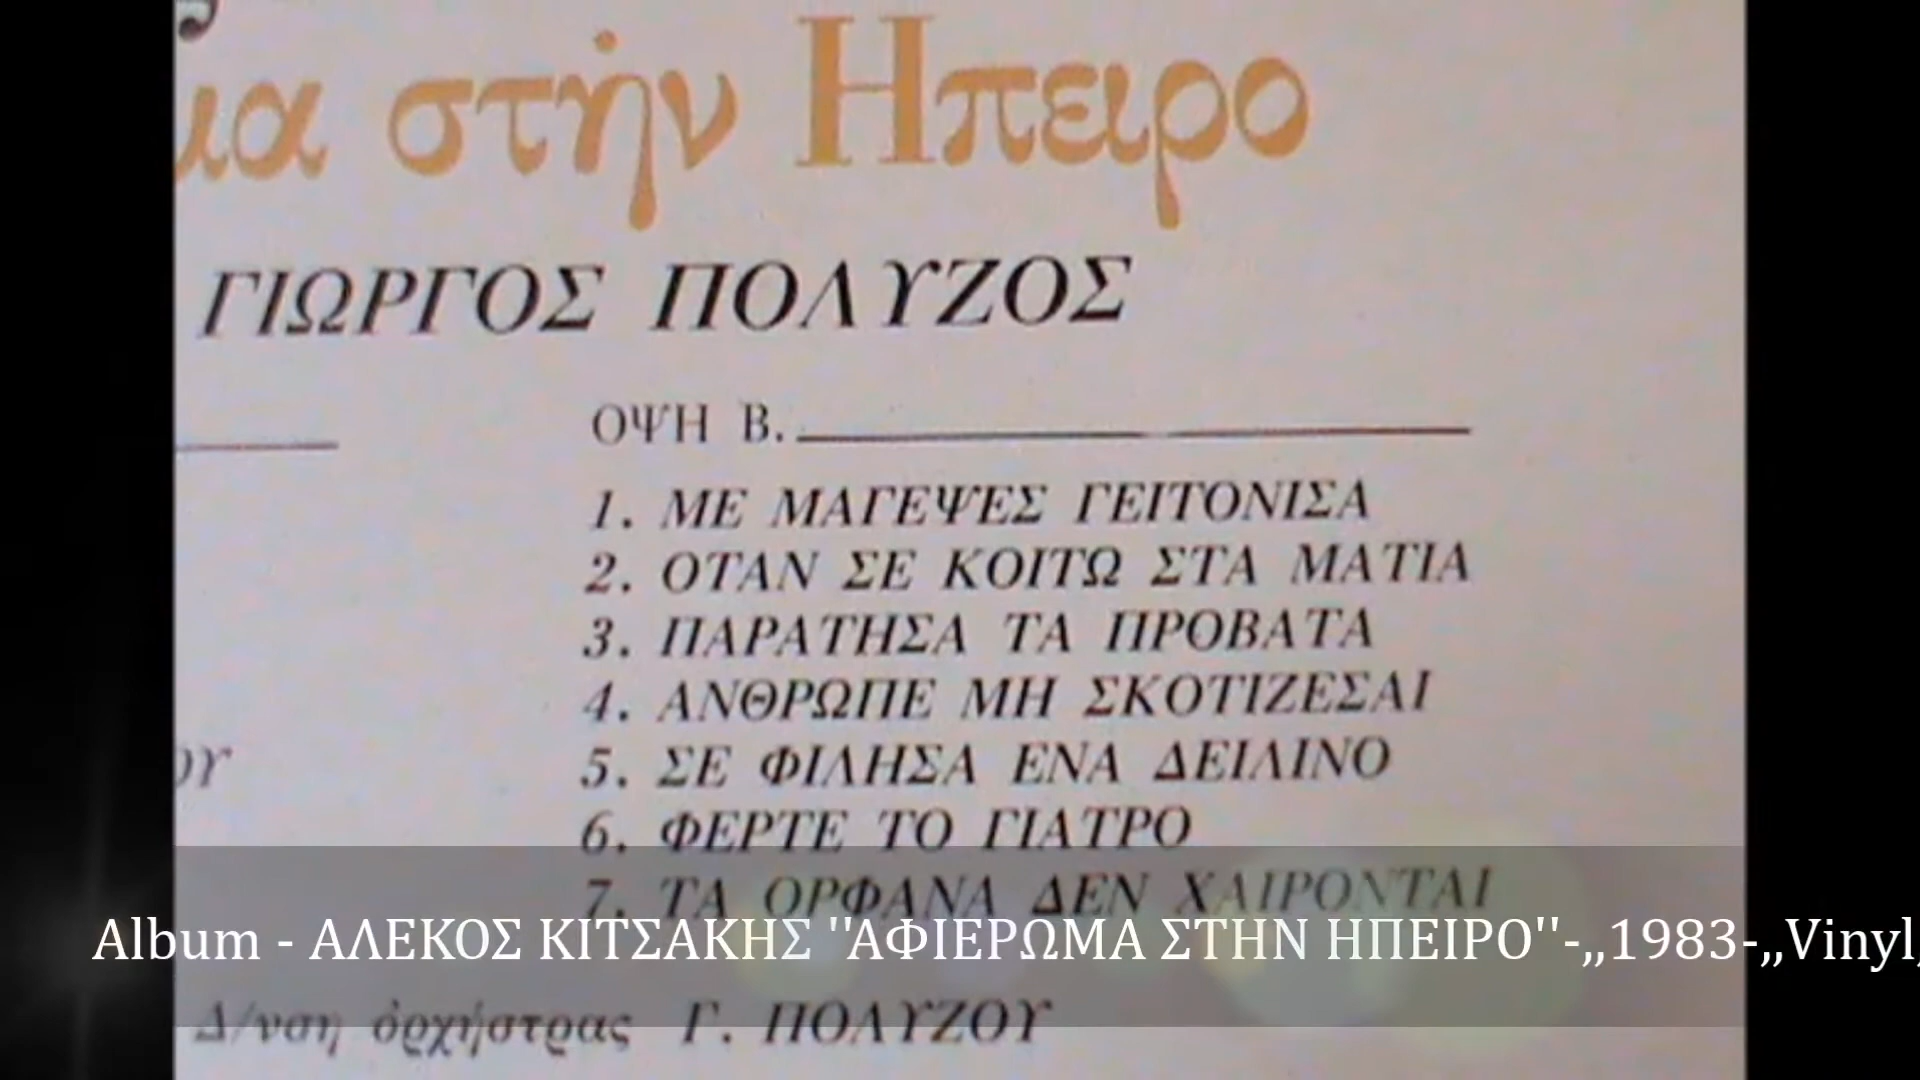 μα στήν Ηπειρο
ΓΙΩΡΓΟΣ ΠΟΛΥΖΟΣ
ΟΨΗ Β.
1. ΜΕ ΜΑΓΕΨΕΣ ΓΕΙΤΟΝΙΣΑ
2. ΟΤΑΝ ΣΕ ΚΟΙΤΩ ΣΤΑ ΜΑΤΙΑ
3. ΠΑΡΑΤΗΣΑ ΤΑ ΠΡΟΒΑΤΑ
4. ΑΝΘΡΩΠΕ ΜΗ ΣΚΟΤΙΖΕΣΑΙ
5. ΣΕ ΦΙΛΗΣΑ ΕΝΑ ΔΕΙΛΙΝΟ
ΟΥ
6. ΦΕΡΤΕ ΤΟ ΓΙΑΤΡΟ
7. ΤΑ ΟΡΦΑΝΑ ΔΕΝ ΧΑΙΡΟΝΤΑΙ
Album - ΑΛΕΚΟΣ ΚΙΤΣΑΚΗΣ ''ΑΦΙΕΡΩΜΑ ΣΤΗΝ ΗΠΕΙΡΟ''-,,1983-,,Vinyl,
Δ/νση ὀρχήστρας Γ. ΠΟΛΥΖΟΥ